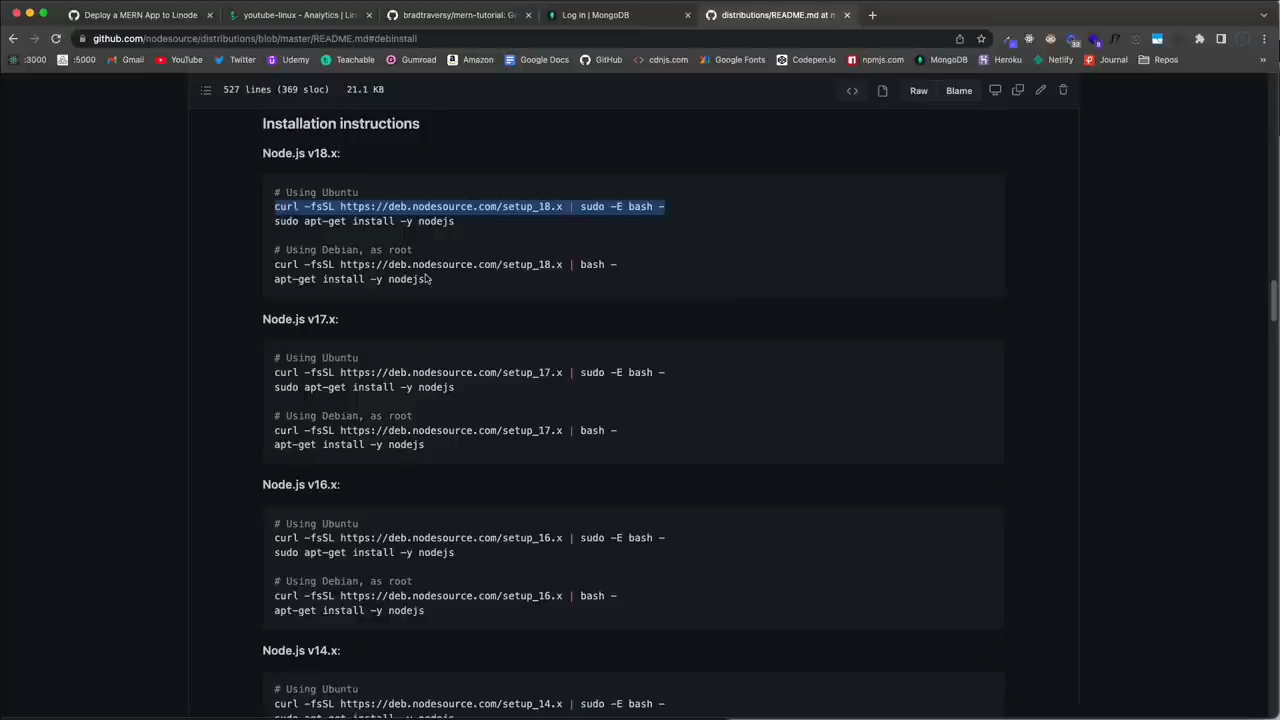 Deploy a MERN App to Linode
youtube-linux - Analytics | Lin
bradtraversy/mern-tutorial: G
Log in | MongoDB
distributions/README.md at m
github.com/nodesource/distributions/blob/master/README.md#debinstall
:3000
:5000
Gmail
YouTube
Twitter
Udemy
Teachable
Gumroad
Amazon
Google Docs
GitHub
cdnjs.com
Google Fonts
Codepen.io
npmjs.com
MongoDB
Heroku
Netlify
Journal
Repos
527 lines (369 sloc) 21.1 KB
Raw
Blame
Installation instructions
Node.js v18.x:
# Using Ubuntu
curl -fsSL https://deb.nodesource.com/setup_18.x | sudo -E bash -
sudo apt-get install -y nodejs
# Using Debian, as root
curl -fsSL https://deb.nodesource.com/setup_18.x | bash -
apt-get install -y nodejs
Node.js v17.x:
# Using Ubuntu
curl -fsSL https://deb.nodesource.com/setup_17.x | sudo -E bash -
sudo apt-get install -y nodejs
# Using Debian, as root
curl -fsSL https://deb.nodesource.com/setup_17.x | bash -
apt-get install -y nodejs
Node.js v16.x:
# Using Ubuntu
curl -fsSL https://deb.nodesource.com/setup_16.x | sudo -E bash -
sudo apt-get install -y nodejs
# Using Debian, as root
curl -fsSL https://deb.nodesource.com/setup_16.x | bash -
apt-get install -y nodejs
Node.js v14.x:
# Using Ubuntu
curl -fsSL https://deb.nodesource.com/setup_14.x | sudo -E bash -